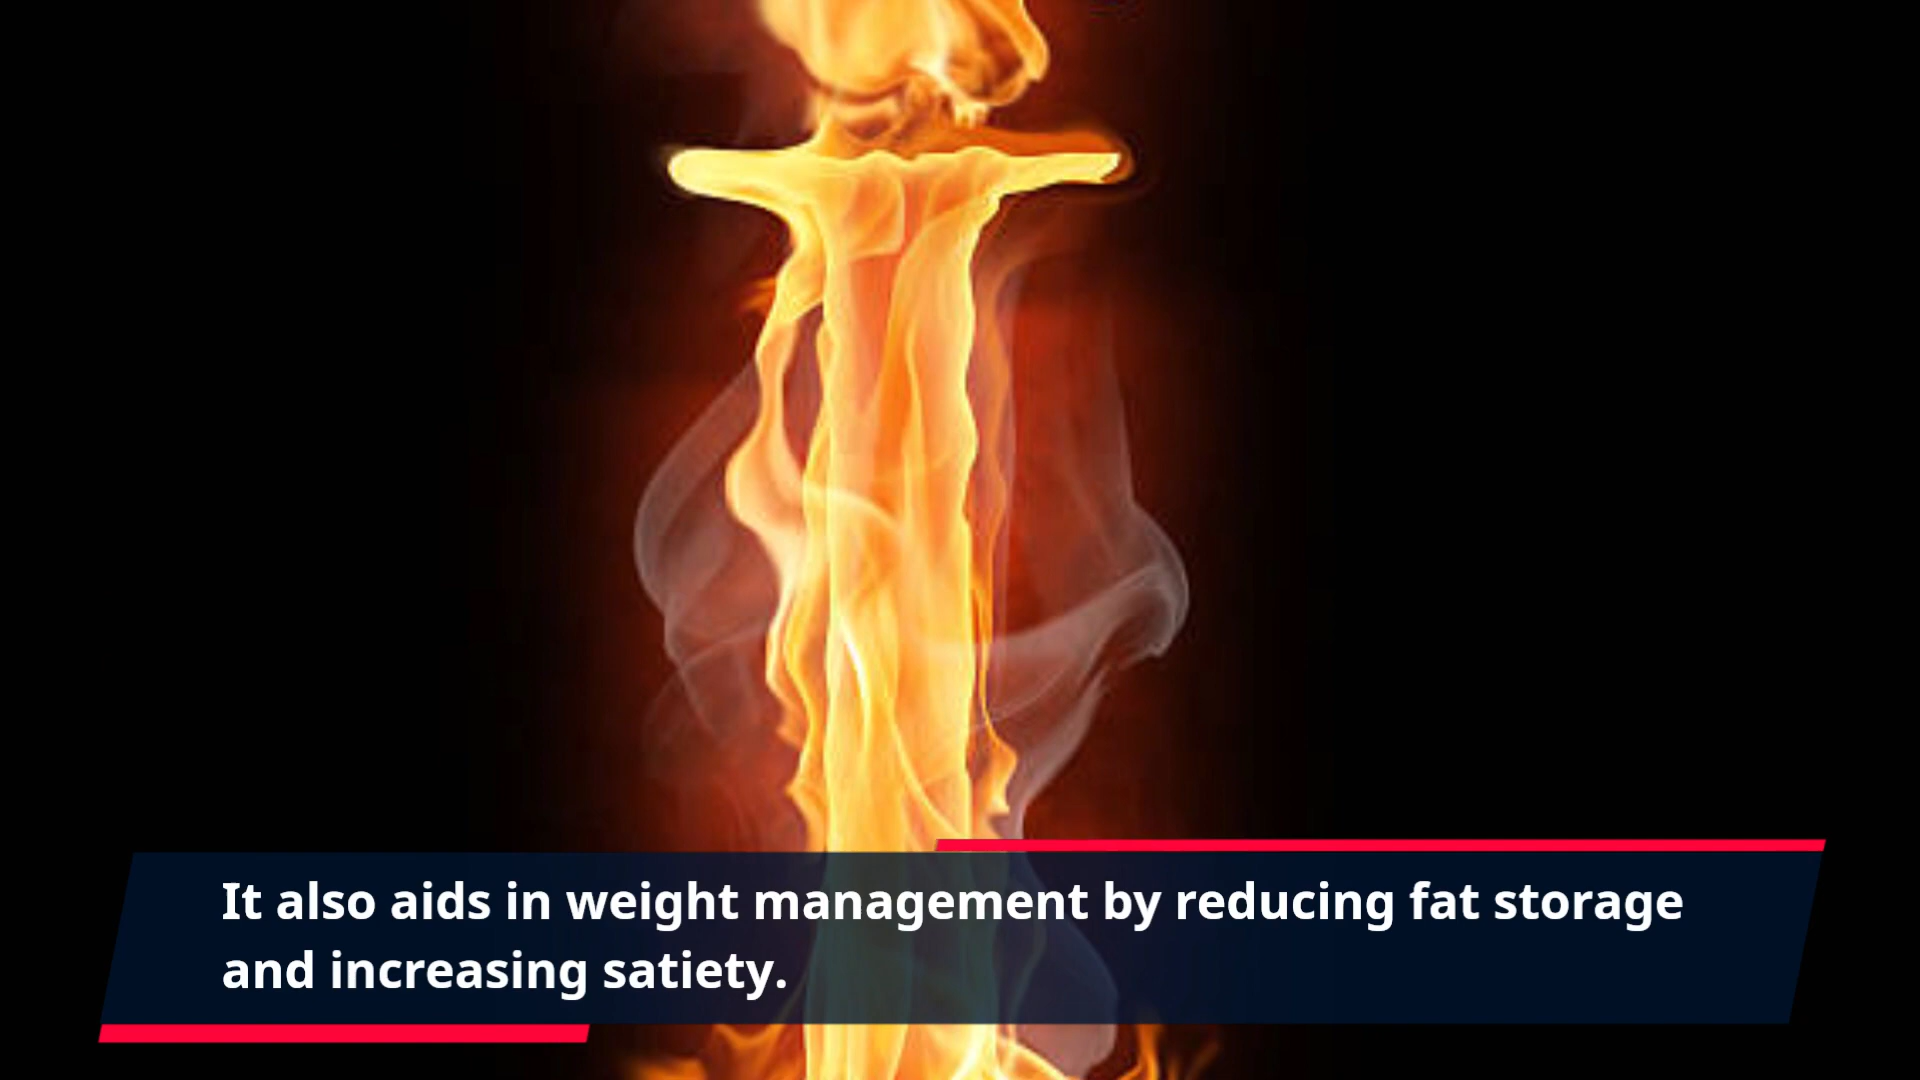 It also aids in weight management by reducing fat storage
and increasing satiety.